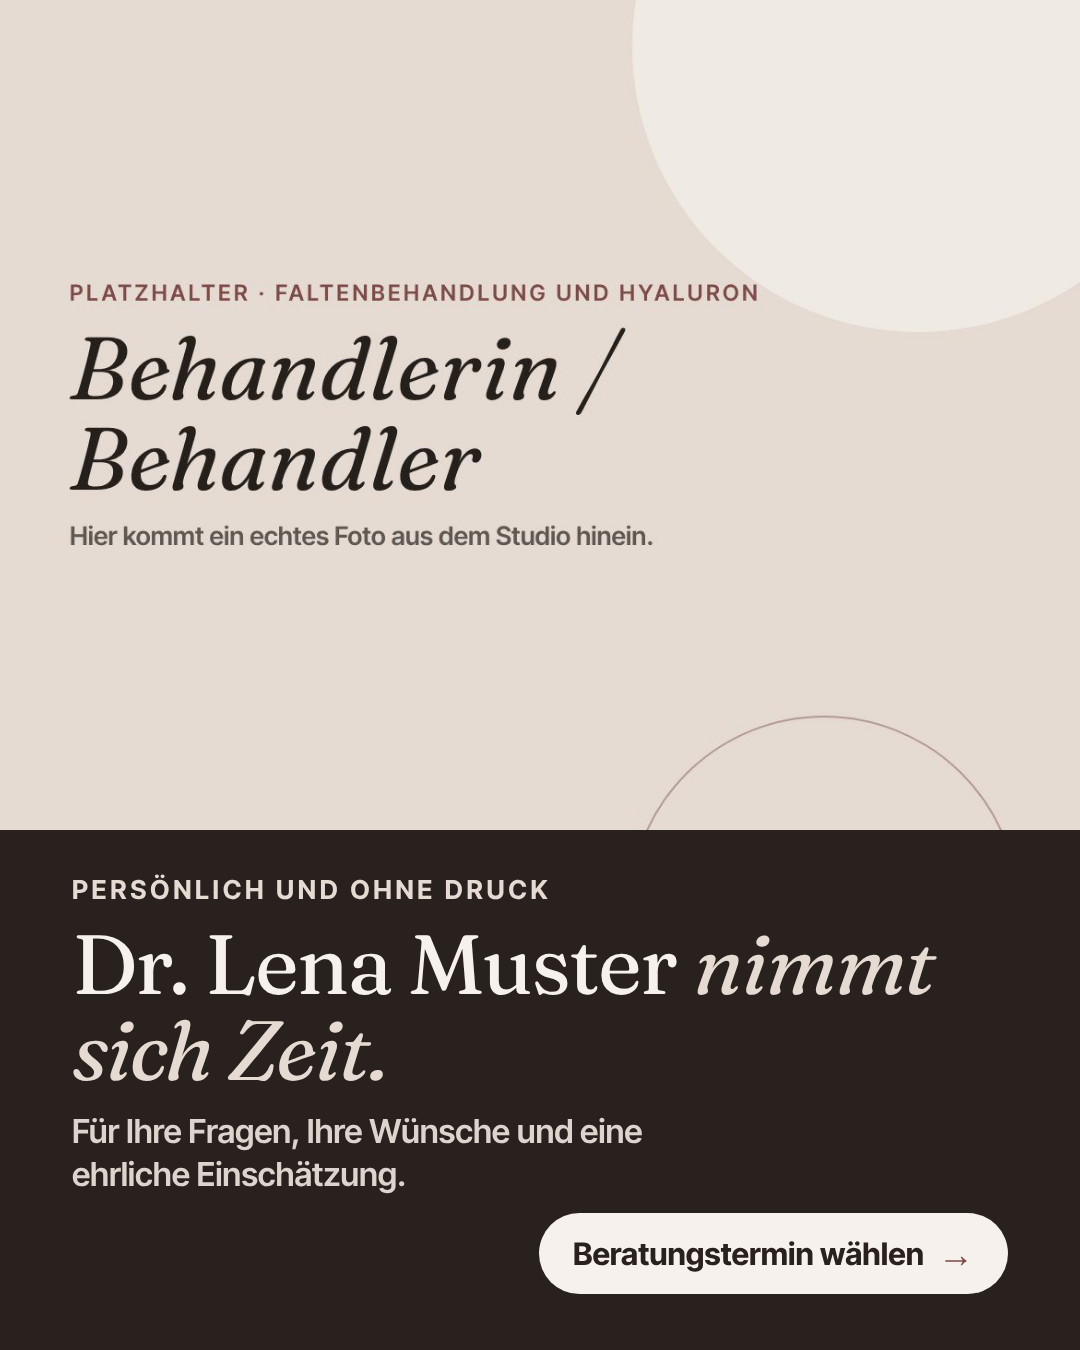 PLATZHALTER · FALTENBEHANDLUNG UND HYALURON
Behandlerin /
Behandler
Hier kommt ein echtes Foto aus dem Studio hinein.
PERSÖNLICH UND OHNE DRUCK
Dr. Lena Muster nimmt
sich Zeit.
Für Ihre Fragen, Ihre Wünsche und eine
ehrliche Einschätzung.
Beratungstermin wählen →